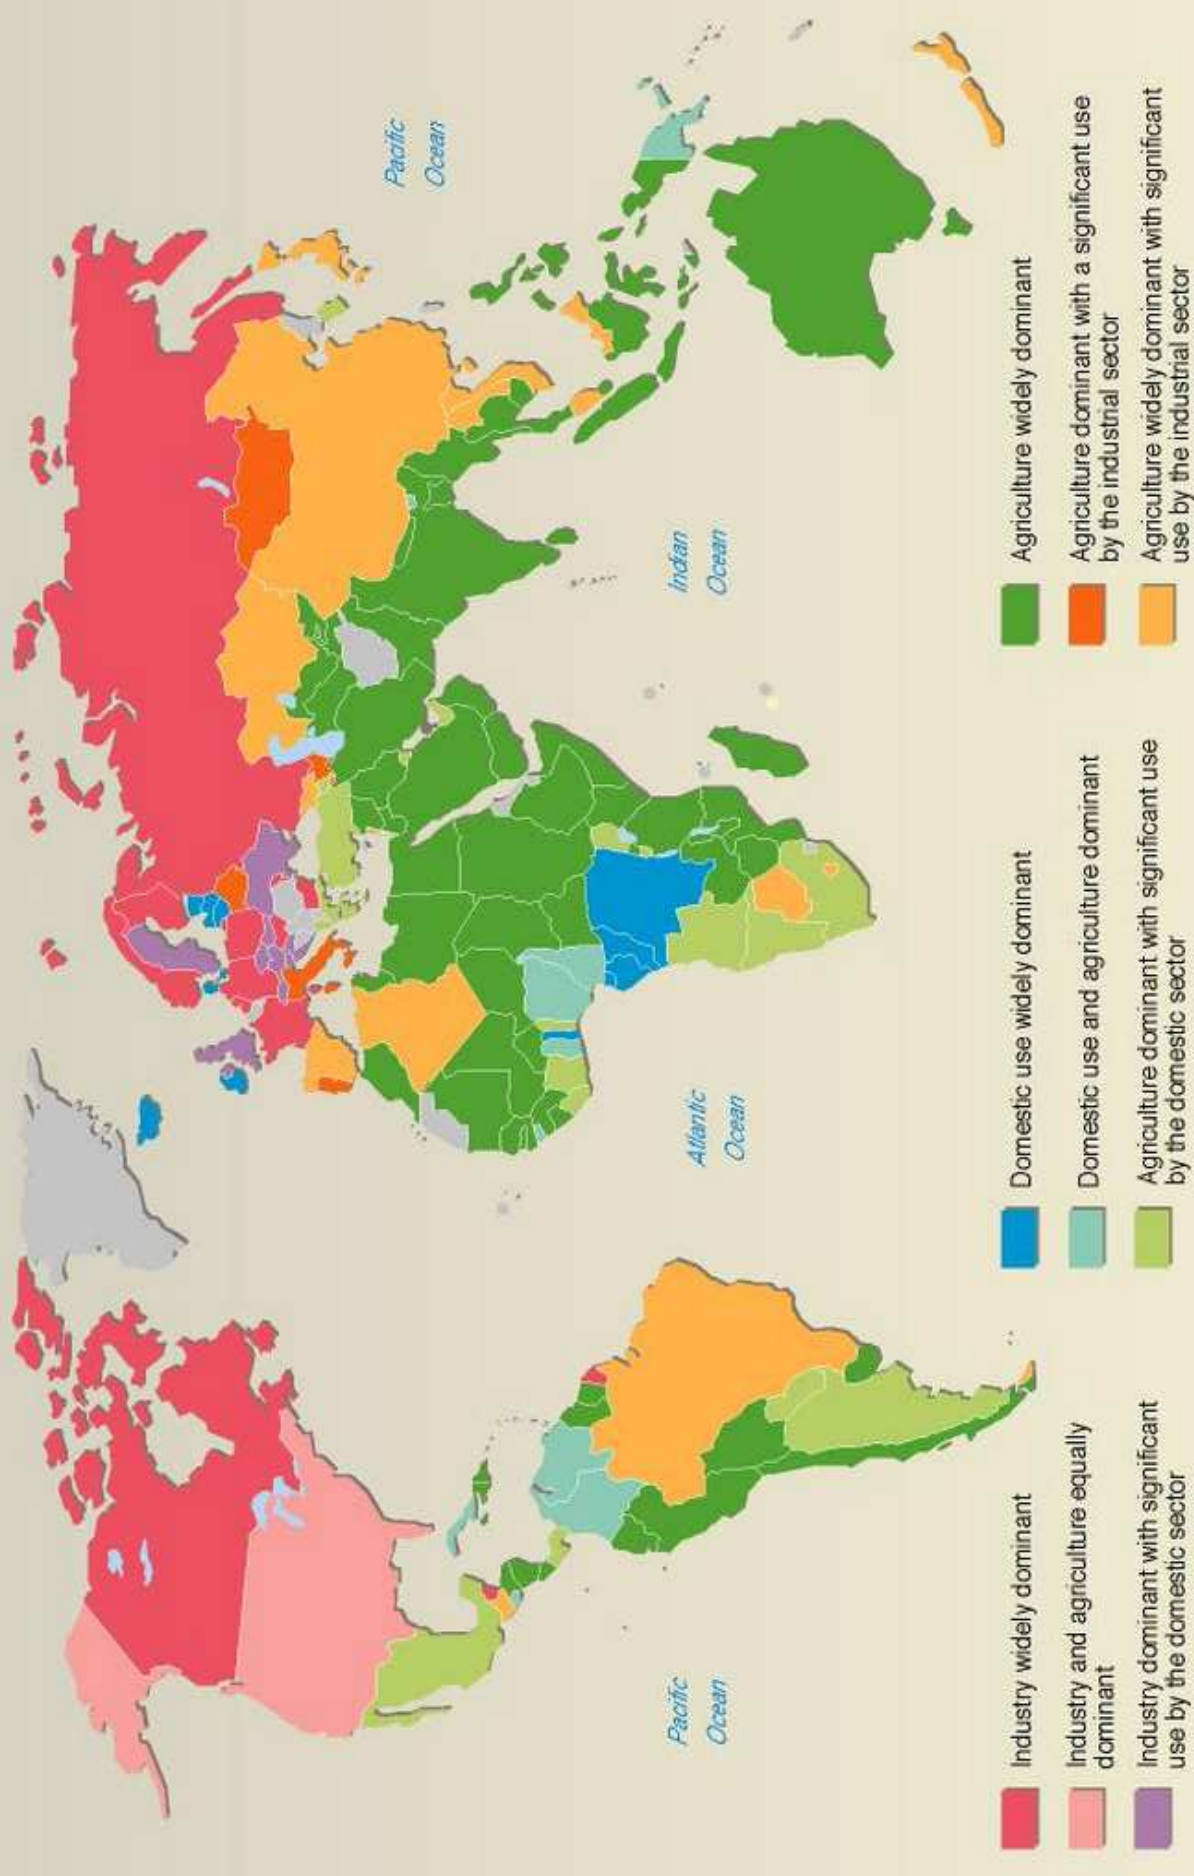 Pacific
Ocean
Atlantic
Ocean
Indian
Ocean
Pacific
Ocean
Industry widely dominant
Industry and agriculture equally
dominant
Industry dominant with significant
use by the domestic sector
Domestic use widely dominant
Domestic use and agriculture dominant
Agriculture dominant with significant use
by the domestic sector
Agriculture widely dominant
Agriculture dominant with a significant use
by the industrial sector
Agriculture widely dominant with significant
use by the industrial sector